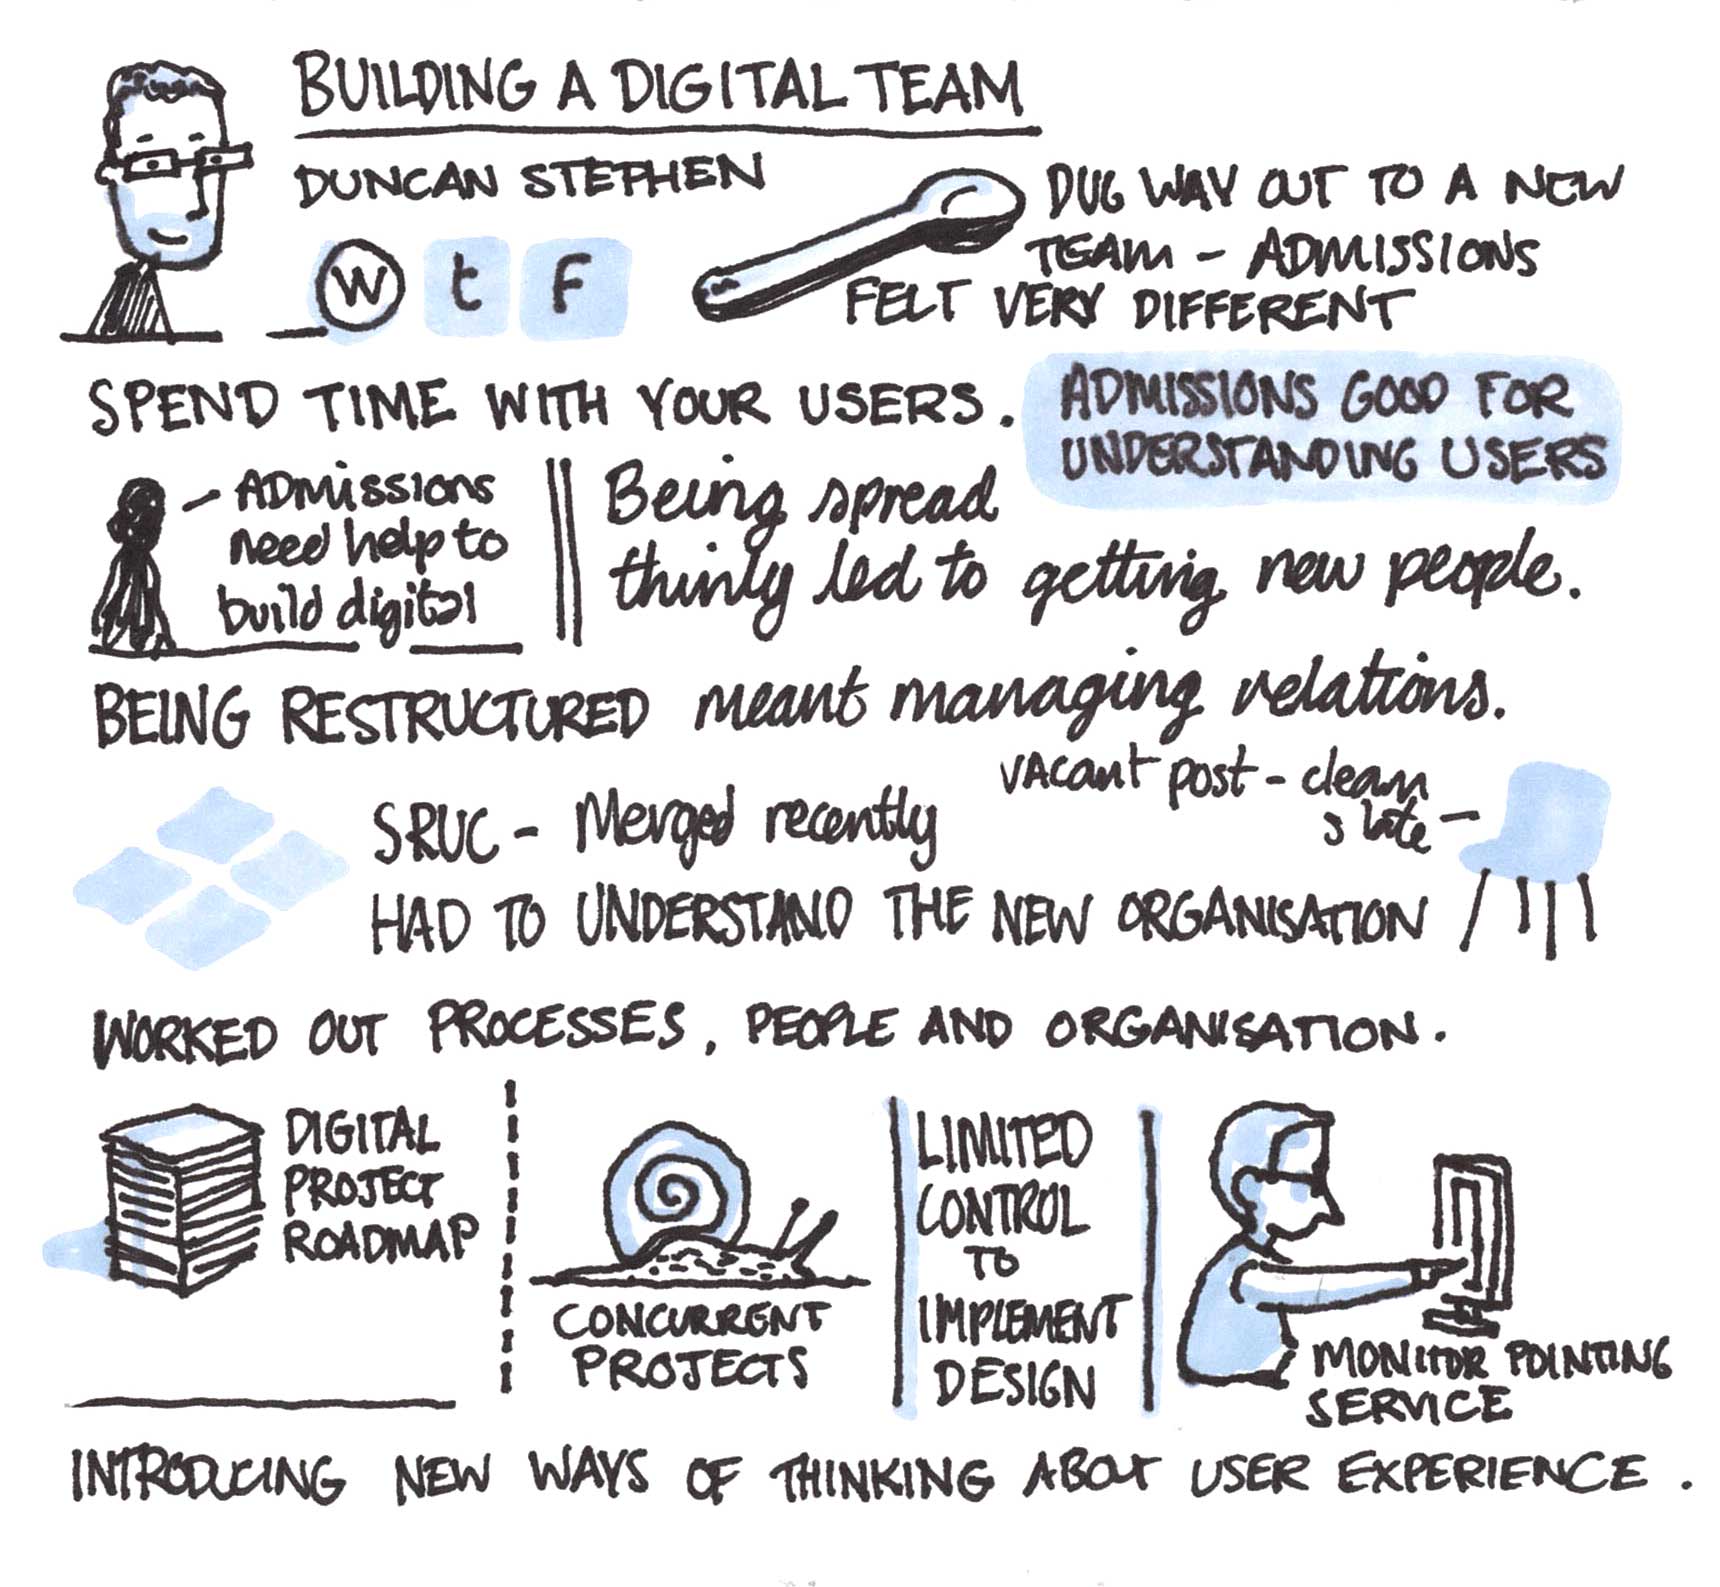 BUILDING A DIGITAL TEAM
DUNCAN STEPHEN
W t F
DUG WAY OUT TO A NEW
TEAM - ADMISSIONS
FELT VERY DIFFERENT
SPEND TIME WITH YOUR USERS.
ADMISSIONS GOOD FOR
UNDERSTANDING USERS
- ADMissions
need help to
build digital
Being spread
thinly led to getting new people.
BEING RESTRUCTURED meant managing relations.
VAcant post - clean
slate -
SRUC - Merged recently
HAD TO UNDERSTAND THE NEW ORGANISATION
WORKED OUT PROCESSES, PEOPLE AND ORGANISATION.
DIGITAL
PROJECT
ROADMAP
CONCURRENT
PROJECTS
LIMITED
CONTROL
TO
IMPLEMENT
DESIGN
MONITOR POINTING
SERVICE
INTRODUCING NEW WAYS OF THINKING ABOUT USER EXPERIENCE.